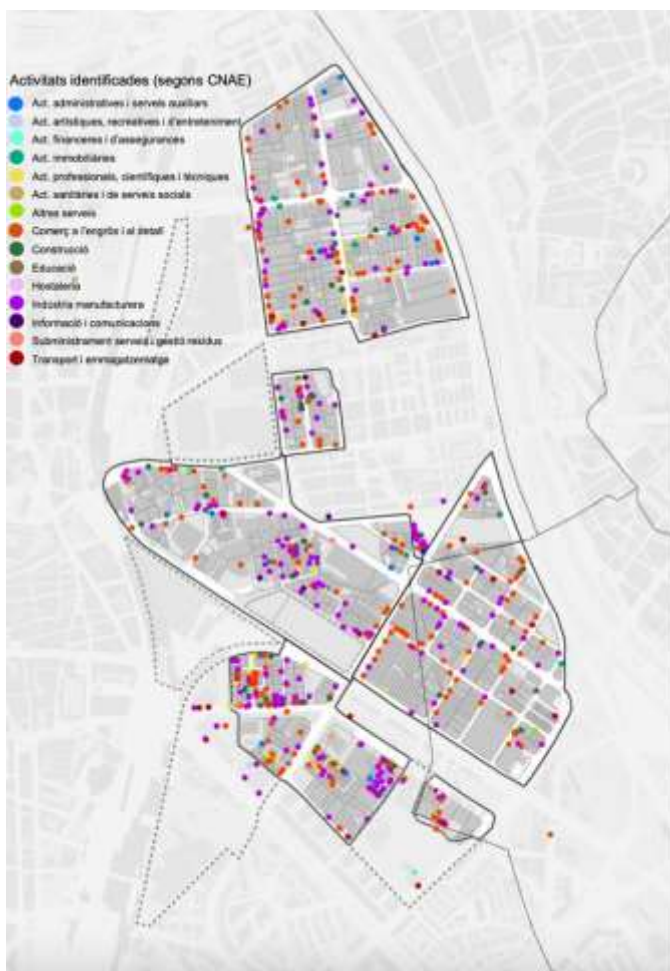 Activitats identificades (segons CNAE)
Act. administratives i serveis auxiliars
Act. artístiques, recreatives i d'entreteniment
Act. financeres i d'assegurances
Act. immobiliàries
Act. professionals, científiques i tècniques
Act. sanitàries i de serveis socials
Altres serveis
Comerç a l'engròs i al detall
Construcció
Educació
Hostaleria
Indústria manufacturera
Informació i comunicacions
Subministrament serveis i gestió residus
Transport i emmagatzematge